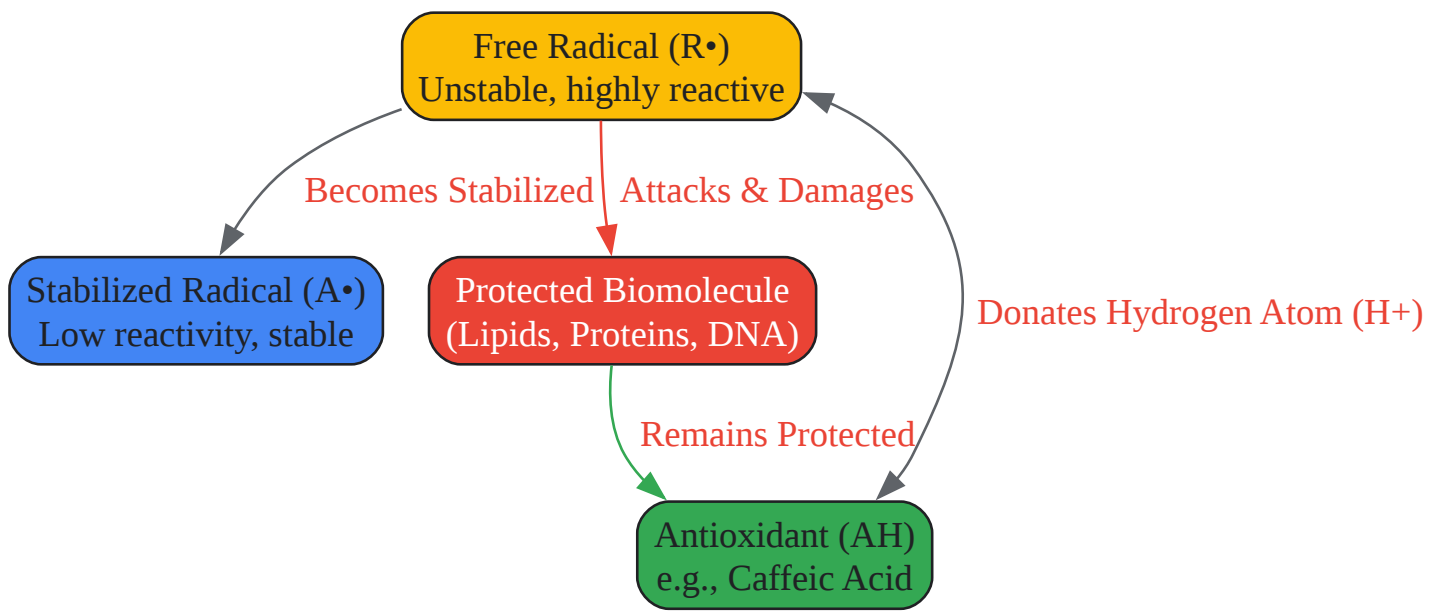 Free Radical (R•)
Unstable, highly reactive
Becomes Stabilized
Attacks & Damages
Stabilized Radical (A•)
Low reactivity, stable
Protected Biomolecule
(Lipids, Proteins, DNA)
Donates Hydrogen Atom (H+)
Remains Protected
Antioxidant (AH)
e.g., Caffeic Acid